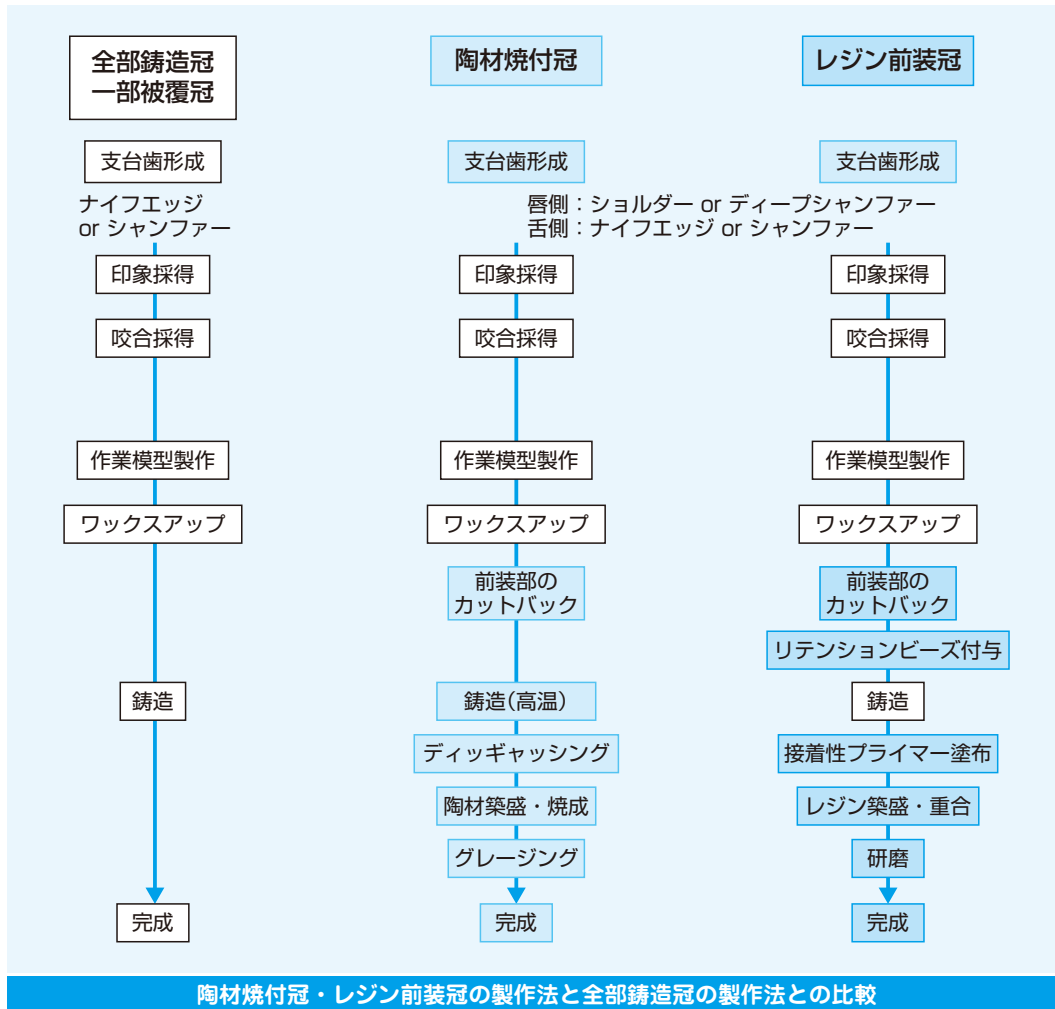 全部鋳造冠
一部被覆冠
支台歯形成
ナイフエッジ
or シャンファー
印象採得
咬合採得
作業模型製作
ワックスアップ
鋳造
完成
陶材焼付冠
支台歯形成
唇側：ショルダー or ディープシャンファー
舌側：ナイフエッジ or シャンファー
印象採得
咬合採得
作業模型製作
ワックスアップ
前装部の
カットバック
鋳造(高温)
ディッギャッシング
陶材築盛・焼成
グレージング
完成
レジン前装冠
支台歯形成
印象採得
咬合採得
作業模型製作
ワックスアップ
前装部の
カットバック
リテンションビーズ付与
鋳造
接着性プライマー塗布
レジン築盛・重合
研磨
完成
陶材焼付冠・レジン前装冠の製作法と全部鋳造冠の製作法との比較